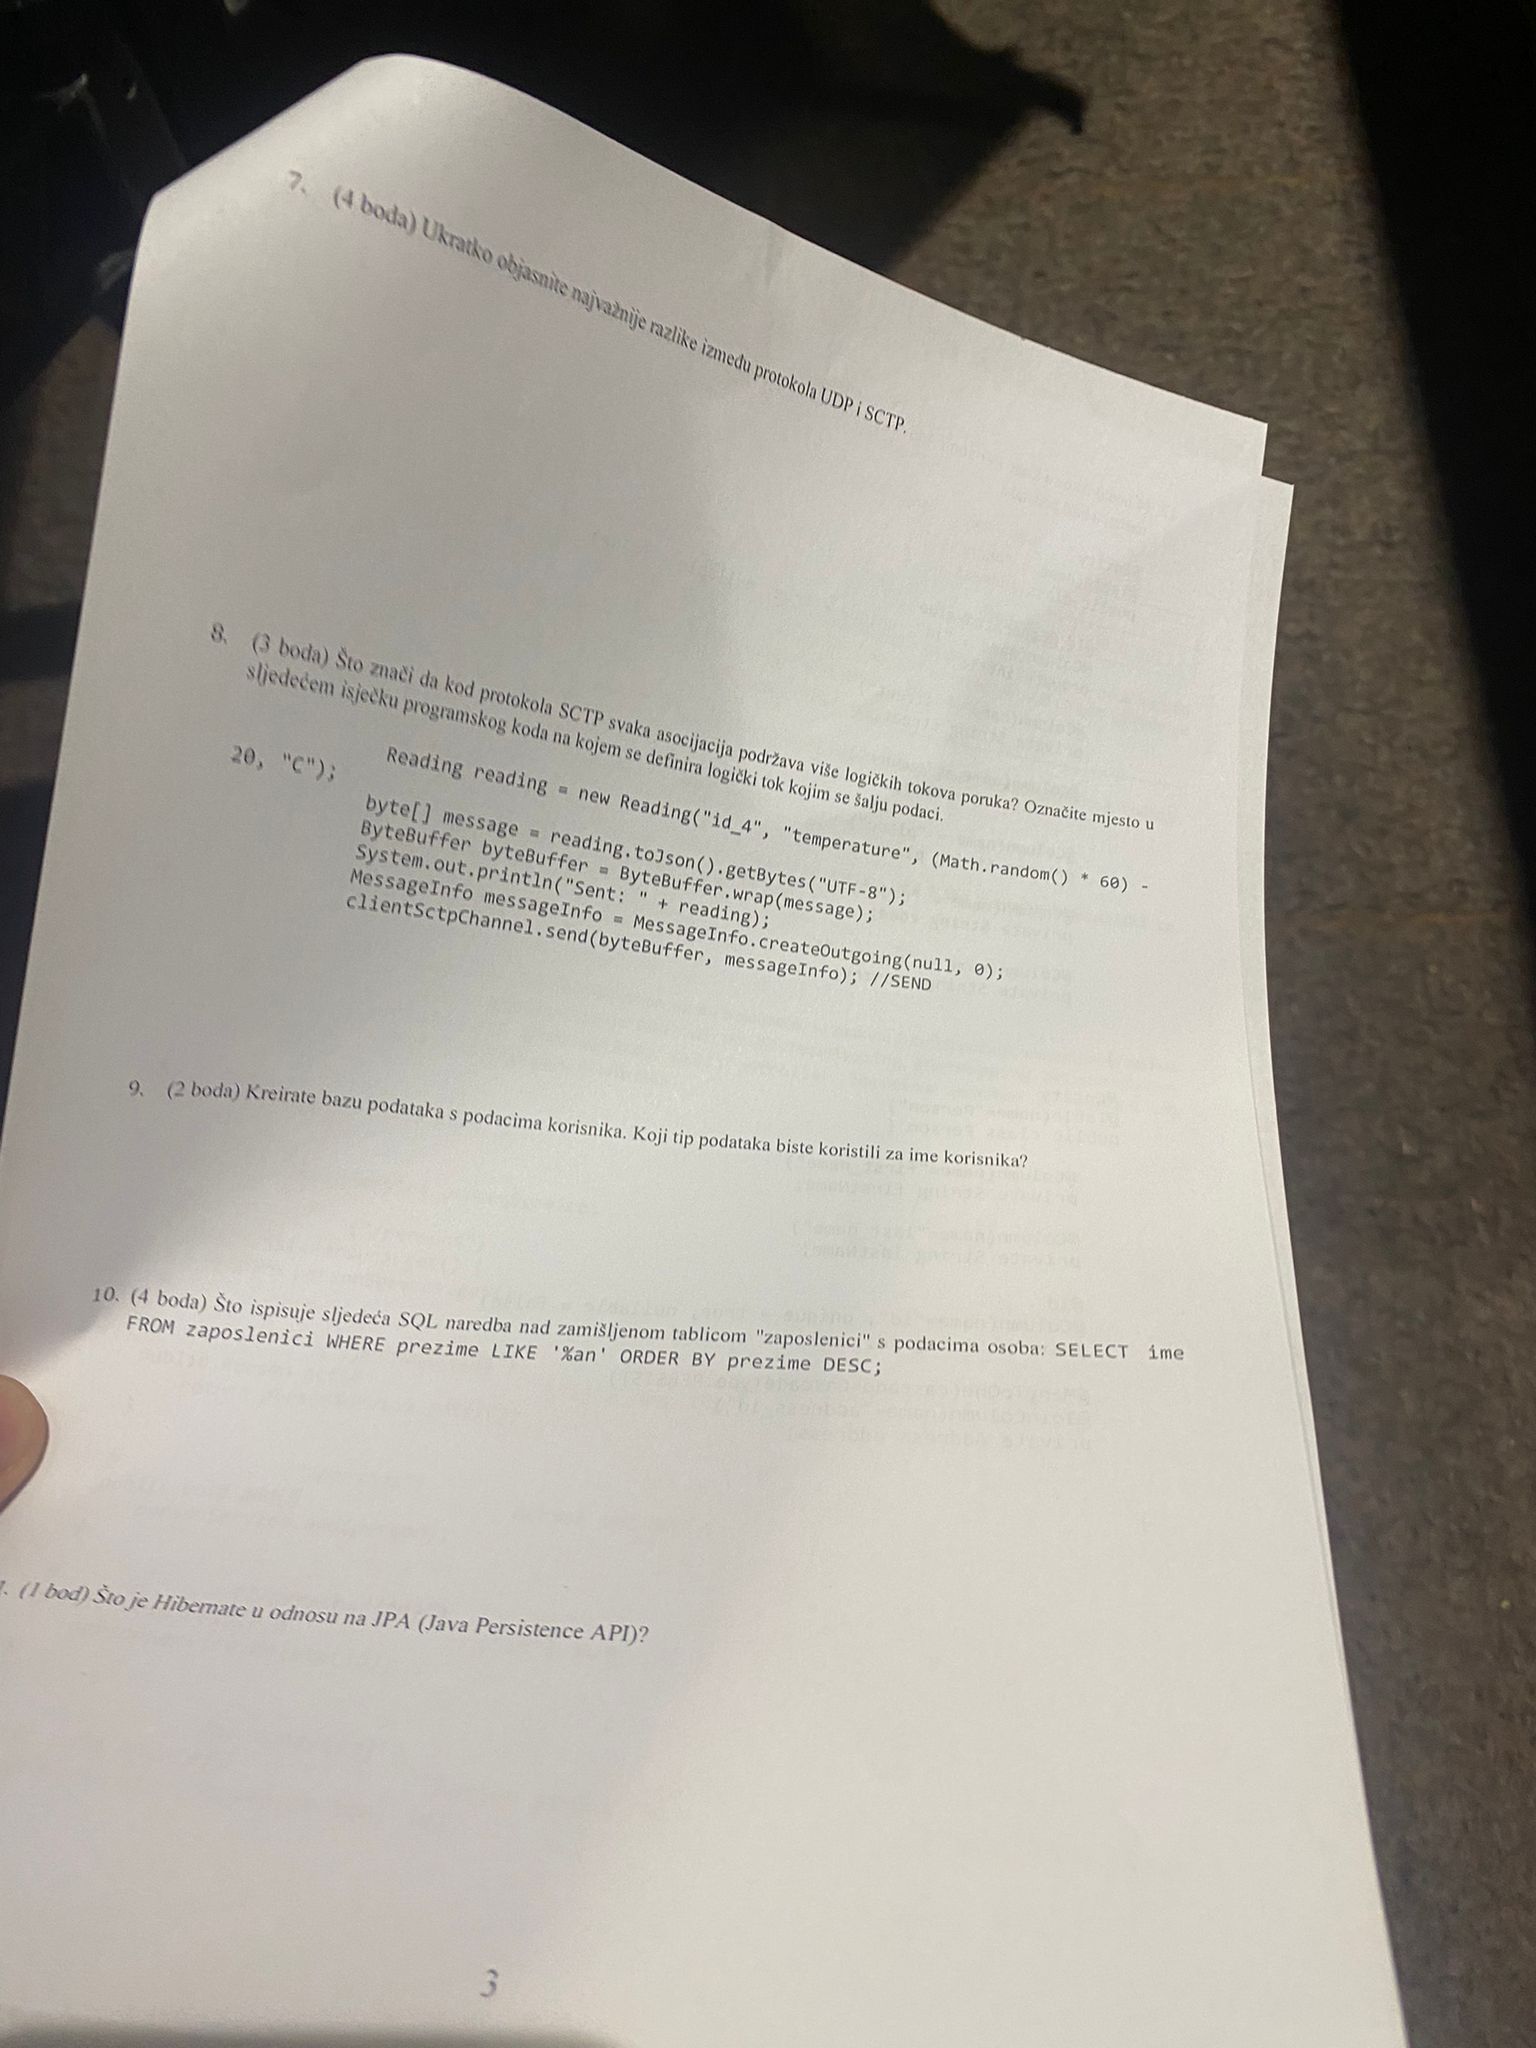 7. (4 boda) Ukratko objasnite najvažnije razlike između protokola UDP i SCTP.
8. (3 boda) Što znači da kod protokola SCTP svaka asocijacija podržava više logičkih tokova poruka? Označite mjesto u
sljedećem isječku programskog koda na kojem se definira logički tok kojim se šalju podaci.
Reading reading = new Reading("id_4", "temperature", (Math.random() * 60) -
20, "C");
byte[] message = reading.toJson().getBytes("UTF-8");
ByteBuffer byteBuffer = ByteBuffer.wrap(message);
System.out.println("Sent: " + reading);
MessageInfo messageInfo = MessageInfo.createOutgoing(null, 0);
clientSctpChannel.send(byteBuffer, messageInfo); //SEND
9. (2 boda) Kreirate bazu podataka s podacima korisnika. Koji tip podataka biste koristili za ime korisnika?
10. (4 boda) Što ispisuje sljedeća SQL naredba nad zamišljenom tablicom "zaposlenici" s podacima osoba: SELECT ime
FROM zaposlenici WHERE prezime LIKE '%an' ORDER BY prezime DESC;
. (1 bod) Što je Hibernate u odnosu na JPA (Java Persistence API)?
3